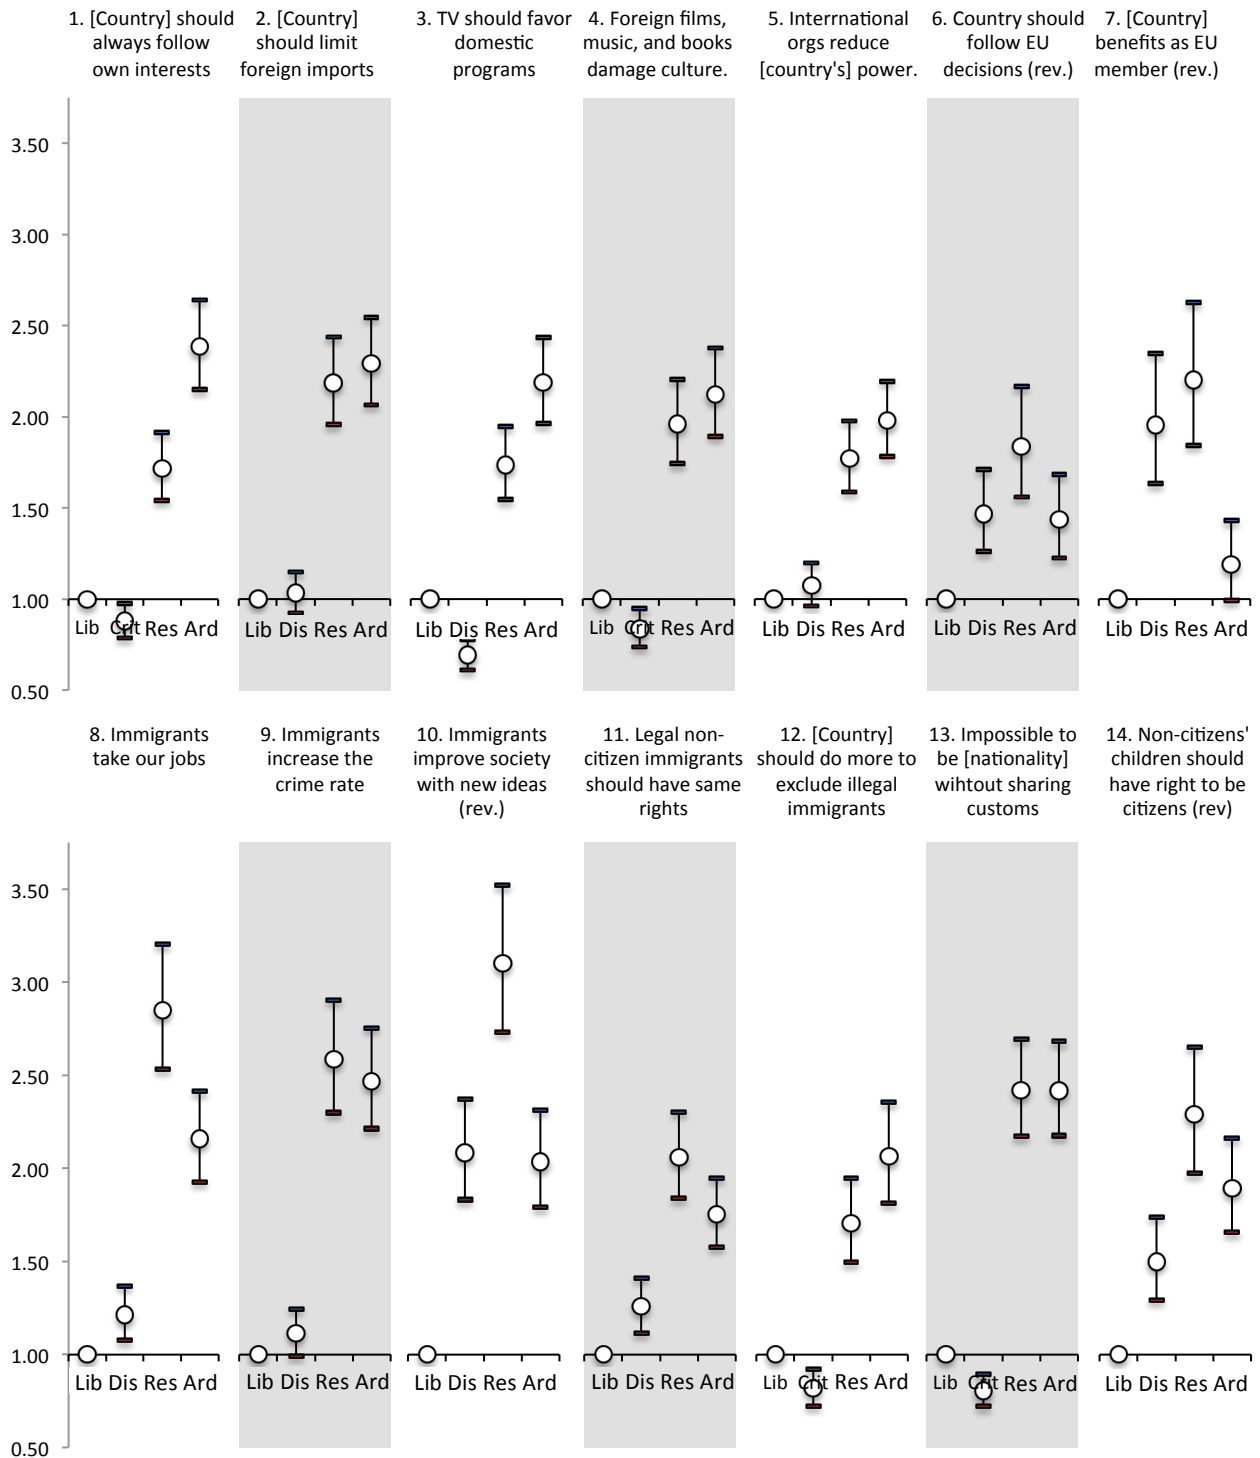 1. [Country] should
always follow
own interests
2. [Country]
should limit
foreign imports
3. TV should favor
domestic
programs
4. Foreign films,
music, and books
damage culture.
5. Interrnational
orgs reduce
[country's] power.
6. Country should
follow EU
decisions (rev.)
7. [Country]
benefits as EU
member (rev.)
3.50
3.00
2.50
2.00
1.50
1.00
0.50
Lib Crit Res Ard
Lib Dis Res Ard
Lib Dis Res Ard
Lib Crit Res Ard
Lib Dis Res Ard
Lib Dis Res Ard
Lib Dis Res Ard
8. Immigrants
take our jobs
9. Immigrants
increase the
crime rate
10. Immigrants
improve society
with new ideas
(rev.)
11. Legal non-
citizen immigrants
should have same
rights
12. [Country]
should do more to
exclude illegal
immigrants
13. Impossible to
be [nationality]
wihtout sharing
customs
14. Non-citizens'
children should
have right to be
citizens (rev)
3.50
3.00
2.50
2.00
1.50
1.00
0.50
Lib Dis Res Ard
Lib Dis Res Ard
Lib Dis Res Ard
Lib Dis Res Ard
Lib Crit Res Ard
Lib Crit Res Ard
Lib Dis Res Ard